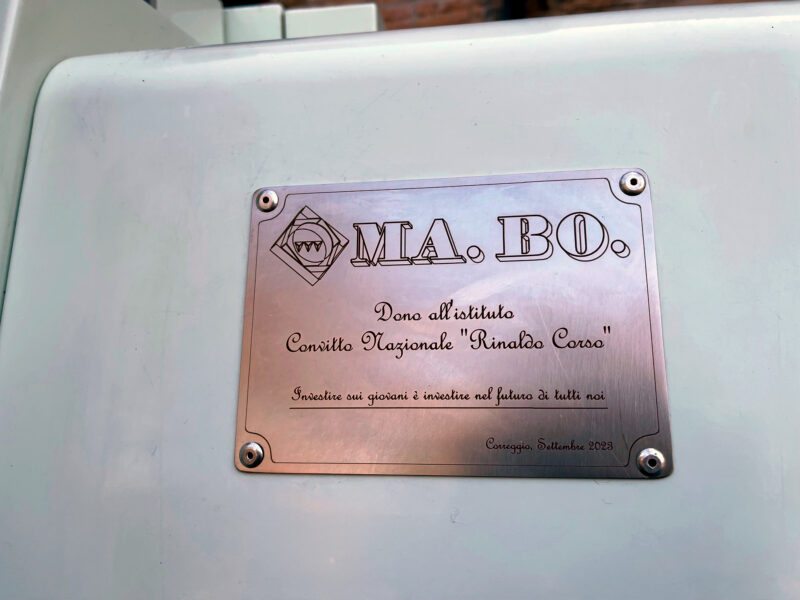 MA. BO.
Dono all'istituto
Convitto Nazionale "Rinaldo Corso"
Investire sui giovani è investire nel futuro di tutti noi
Correggio, Settembre 2023